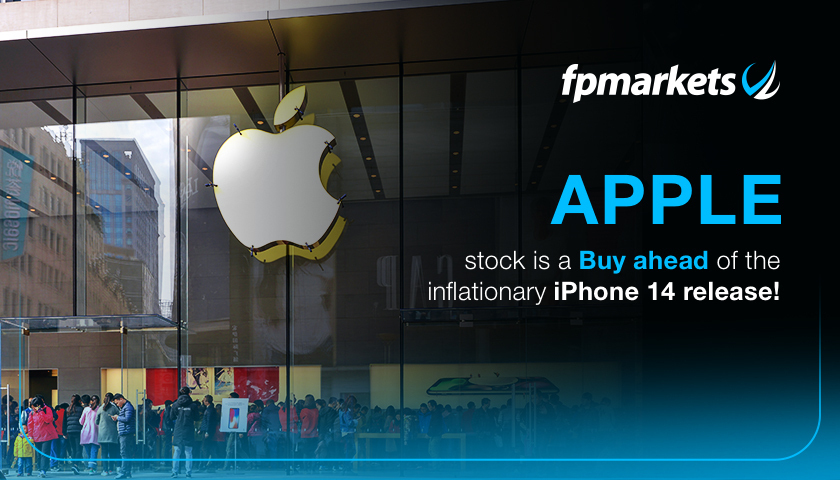 fpmarkets
APPLE
stock is a Buy ahead of the
inflationary iPhone 14 release!